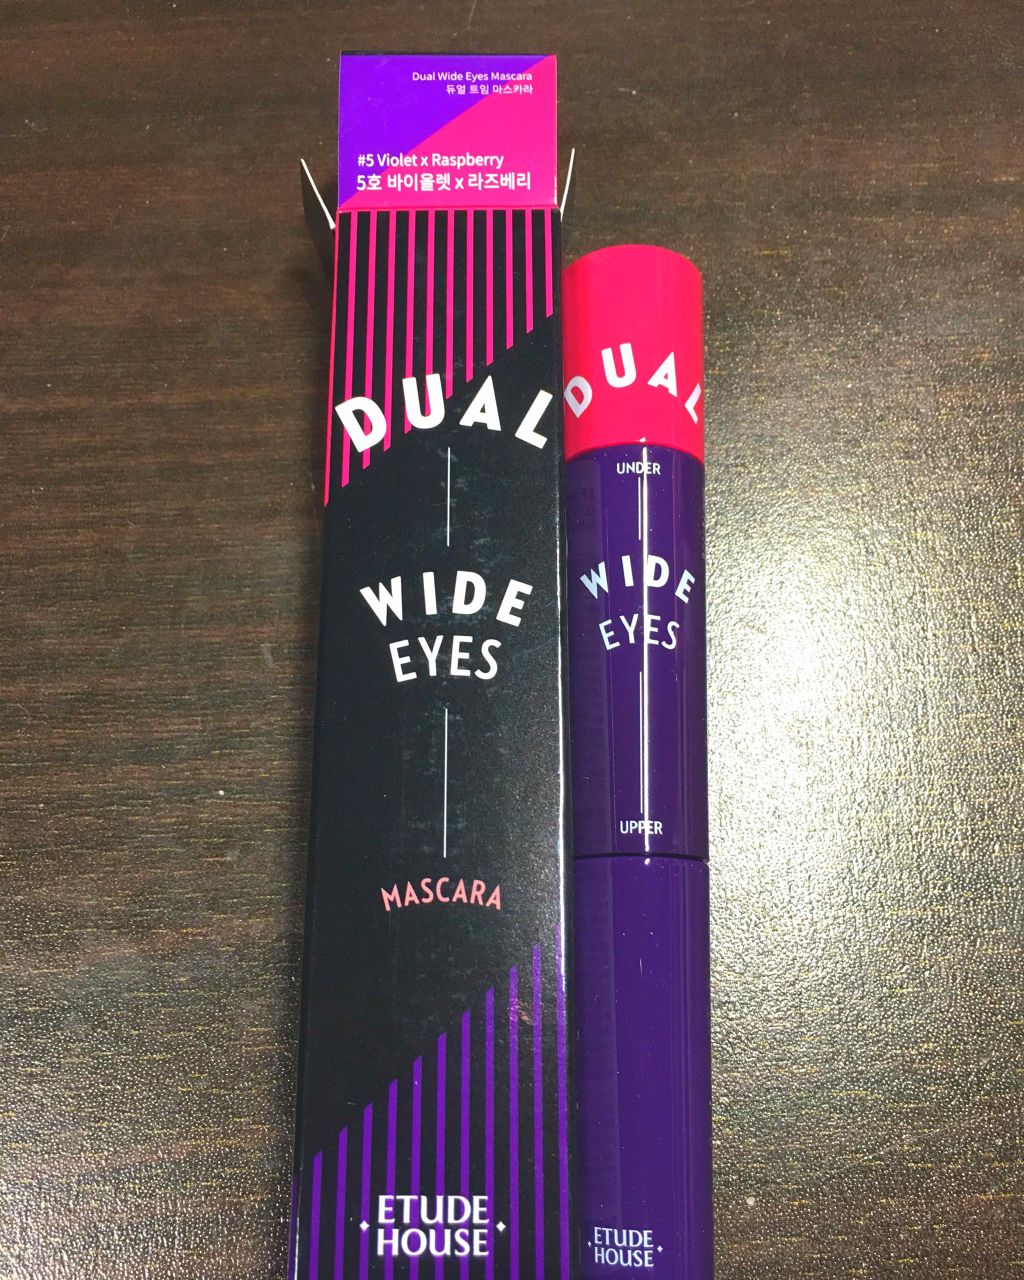 Dual Wide Eyes Mascara
듀얼 트임 마스카라
#5 Violet x Raspberry
5호 바이올렛 x 라즈베리
DUAL
WIDE
EYES
MASCARA
ETUDE
HOUSE
DUAL
UNDER
WIDE
EYES
UPPER
ETUDE
HOUSE